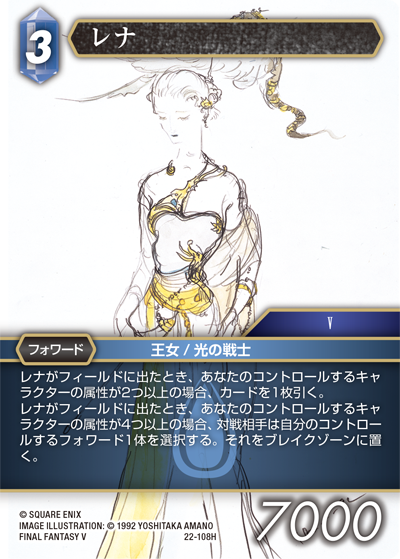 3
レナ
V
フォワード
王女 / 光の戦士
レナがフィールドに出たとき、あなたのコントロールするキャ
ラクターの属性が2つ以上の場合、カードを1枚引く。
レナがフィールドに出たとき、あなたのコントロールするキャ
ラクターの属性が4つ以上の場合、対戦相手は自分のコントロー
ルするフォワード1体を選択する。それをブレイクゾーンに置
く。
© SQUARE ENIX
IMAGE ILLUSTRATION: © 1992 YOSHITAKA AMANO
FINAL FANTASY V
22-108H
7000